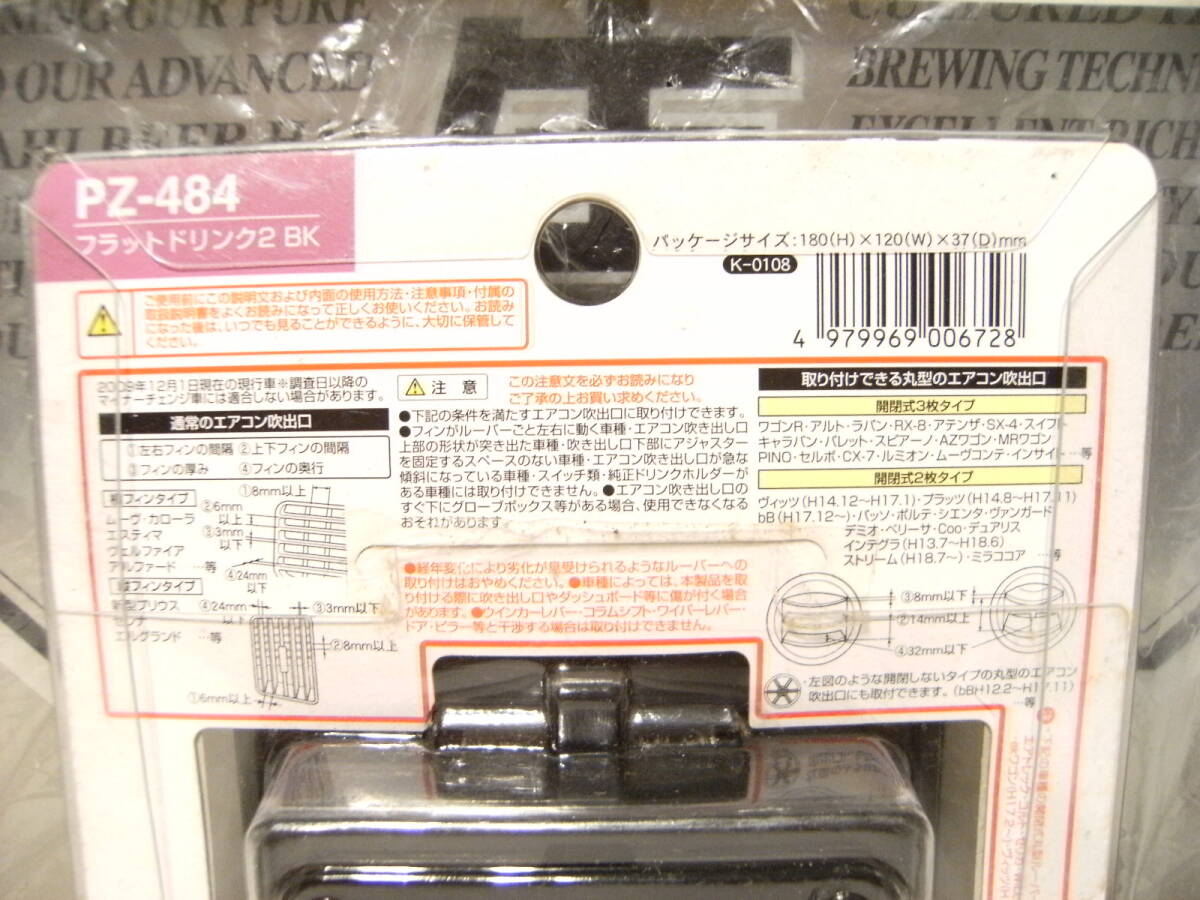 ING OUR PURE
OUR ADVANCED
BREWING TECHN
PZ-484
フラットドリンク2 BK
パッケージサイズ:180(H)×120(W)×37(D)mm
K-0108
4 979969 006728
ご使用前にこの説明文および内面の使用方法・注意事項・付属の
取扱説明書をよくお読みになって正しくお使いください。お読み
になった後は、いつでも見ることができるように、大切に保管して
ください。
2009年12月1日現在の現行車※調査日以降の
マイナーチェンジ車には適合しない場合があります。
通常のエアコン吹出口
①左右フィンの間隔 ②上下フィンの間隔
③フィンの厚み ④フィンの奥行
横フィンタイプ
ムーヴ・カローラ
エスティマ
ヴェルファイア
アルファード …等
①8mm以上
②6mm
以上
③3mm
以下
④24mm
以下
縦フィンタイプ
新型プリウス
セレナ
エルグランド …等
④24mm
以下
③3mm以下
②8mm以上
①6mm以上
注意
この注意文を必ずお読みになり
ご了承の上お買い求めください。
●下記の条件を満たすエアコン吹出口に取り付けできます。
●フィンがルーバーごと左右に動く車種・エアコン吹き出し口
上部の形状が突き出た車種・吹き出し口下部にアジャスター
を固定するスペースのない車種・エアコン吹き出し口が急な
傾斜になっている車種・スイッチ類・純正ドリンクホルダーが
ある車種には取り付けできません。●エアコン吹き出し口の
すぐ下にグローブボックス等がある場合、使用できなくなる
おそれがあります。
●経年変化により劣化が見受けられるようなルーバーへの
取り付けはおやめください。●車種によっては、本製品を取
り付ける際に吹き出し口やダッシュボード等に傷が付く場合
があります。●ウインカーレバー・コラムシフト・ワイパーレバー・
ドア・ピラー等と干渉する場合は取り付けできません。
取り付けできる丸型のエアコン吹出口
開閉式3枚タイプ
ワゴンR・アルト・ラパン・RX-8・アテンザ・SX-4・スイフト
キャラバン・パレット・スピアーノ・AZワゴン・MRワゴン
PINO・セルボ・CX-7・ルミオン・ムーヴコンテ・インサイト …等
開閉式2枚タイプ
ヴィッツ(H14.12〜H17.1)・プラッツ(H14.8〜H17.11)
bB(H17.12〜)・パッソ・ポルテ・シエンタ・ヴァンガード
デミオ・ベリーサ・Coo・デュアリス
インテグラ(H13.7〜H18.6)
ストリーム(H18.7〜)・ミラココア …等
③8mm以下
②14mm以上
④32mm以下
・左図のような開閉しないタイプの丸型のエアコン
吹出口にも取付できます。(bBH12.2〜H17.11)
…等